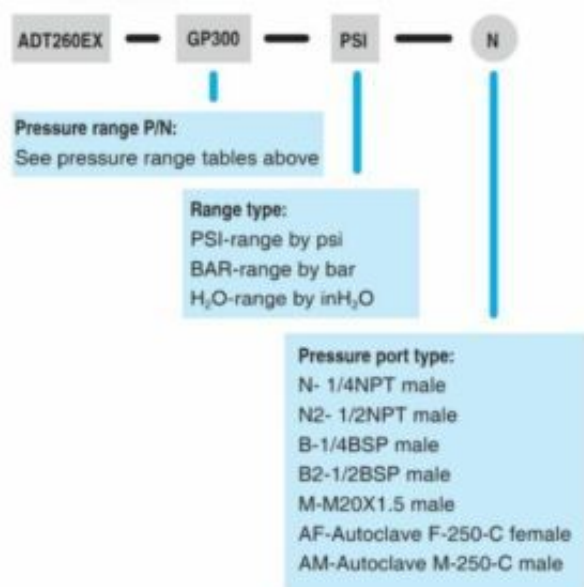 ADT260EX GP300 PSI N
Pressure range P/N:
See pressure range tables above
Range type:
PSI-range by psi
BAR-range by bar
H₂O-range by inH₂O
Pressure port type:
N- 1/4NPT male
N2- 1/2NPT male
B-1/4BSP male
B2-1/2BSP male
M-M20X1.5 male
AF-Autoclave F-250-C female
AM-Autoclave M-250-C male